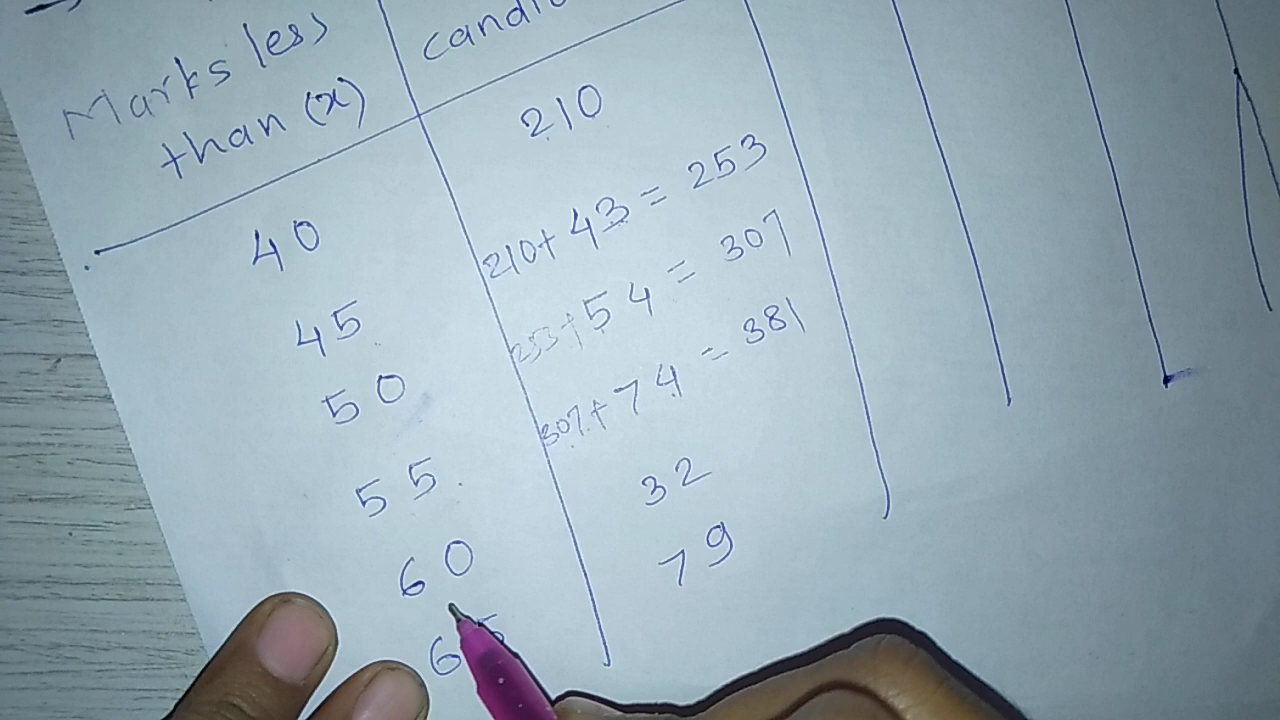 Marks less
than (x)
210
40
210+ 43 = 253
45
253+54 = 307
50
307+74 = 381
55
32
60
79
65